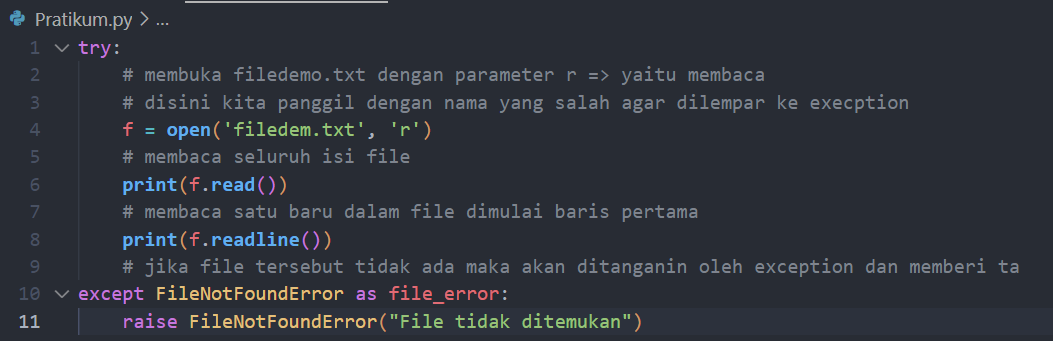 Pratikum.py > ...
1 try:
2 # membuka filedemo.txt dengan parameter r => yaitu membaca
3 # disini kita panggil dengan nama yang salah agar dilempar ke execption
4 f = open('filedem.txt', 'r')
5 # membaca seluruh isi file
6 print(f.read())
7 # membaca satu baru dalam file dimulai baris pertama
8 print(f.readline())
9 # jika file tersebut tidak ada maka akan ditanganin oleh exception dan memberi ta
10 except FileNotFoundError as file_error:
11 raise FileNotFoundError("File tidak ditemukan")